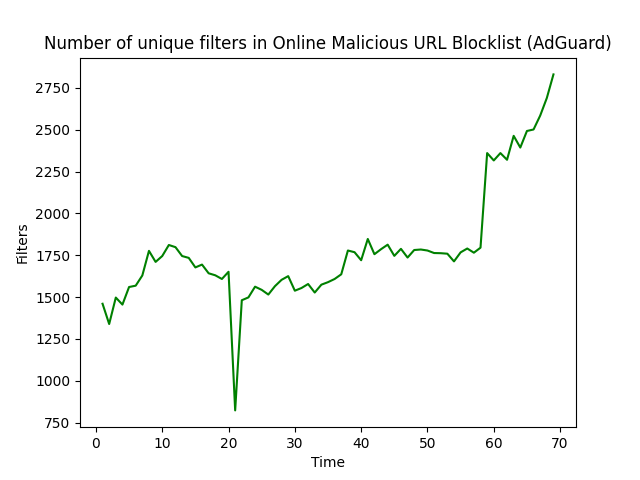 Number of unique filters in Online Malicious URL Blocklist (AdGuard)
Filters
2750
2500
2250
2000
1750
1500
1250
1000
750
0 10 20 30 40 50 60 70
Time